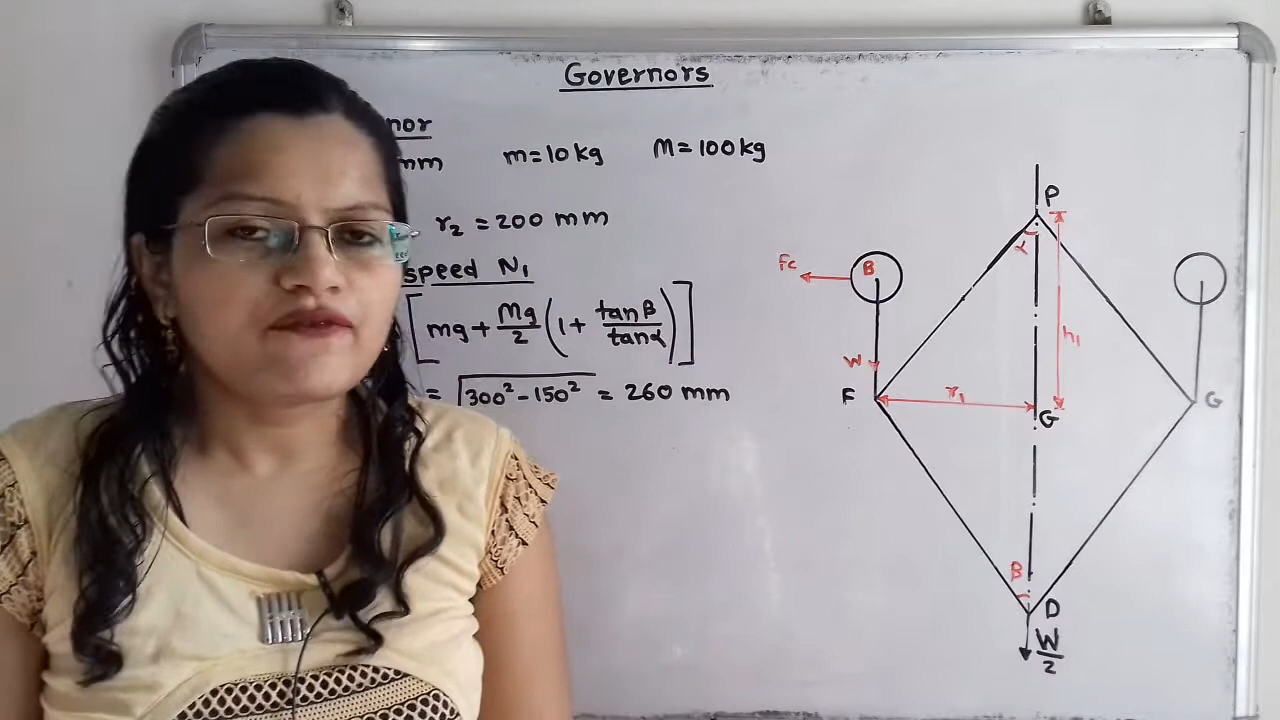 Governors
nor
mm m=10kg M=100kg
r₂ = 200 mm
speed N₁
[mg + Mg/2 (1 + tanβ/tanα)]
= √300² - 150² = 260 mm
P
α
Fc
B
h₁
W
F
r₁
G
G
B
D
W/2